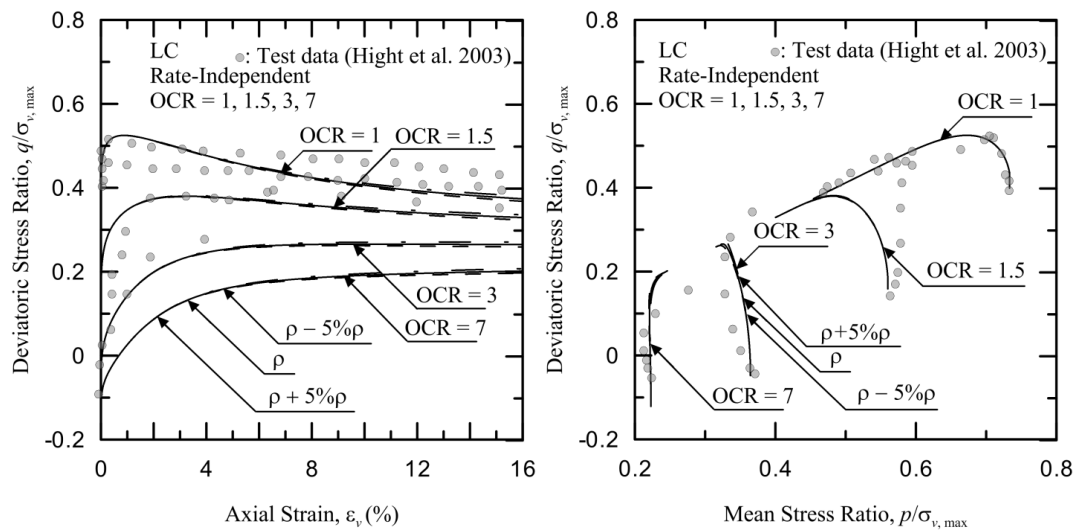 0.8
0.6
0.4
0.2
0
-0.2
Deviatoric Stress Ratio, q/σv, max
LC
: Test data (Hight et al. 2003)
Rate-Independent
OCR = 1, 1.5, 3, 7
OCR = 1
OCR = 1.5
OCR = 3
OCR = 7
ρ − 5%ρ
ρ
ρ + 5%ρ
0 4 8 12 16
Axial Strain, εv (%)
0.8
0.6
0.4
0.2
0
-0.2
Deviatoric Stress Ratio, q/σv, max
LC
: Test data (Hight et al. 2003)
Rate-Independent
OCR = 1, 1.5, 3, 7
OCR = 1
OCR = 3
OCR = 1.5
ρ+5%ρ
ρ
ρ − 5%ρ
OCR = 7
0.2 0.4 0.6 0.8
Mean Stress Ratio, p/σv, max